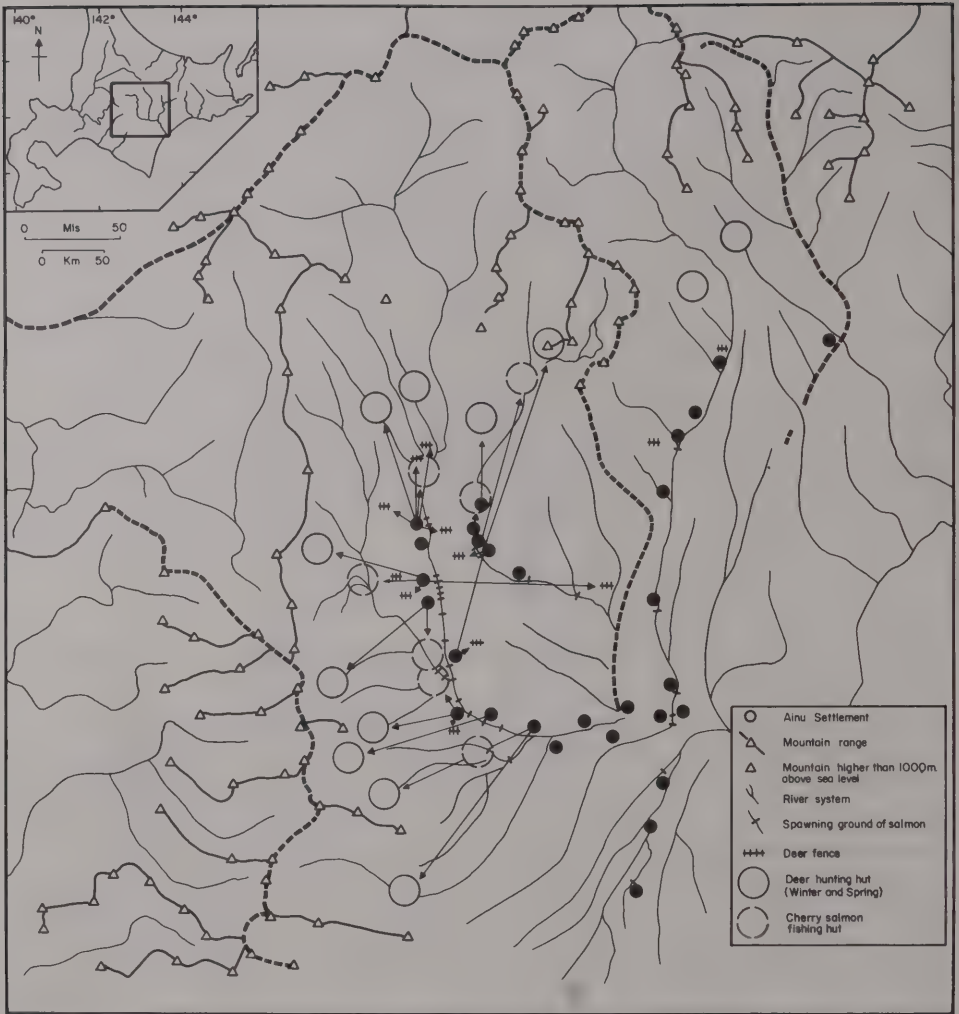 140° 142° 144°
N
0 Mls 50
0 Km 50
Ainu Settlement
Mountain range
Mountain higher than 1000m.
above sea level
River system
Spawning ground of salmon
Deer fence
Deer hunting hut
(Winter and Spring)
Cherry salmon
fishing hut